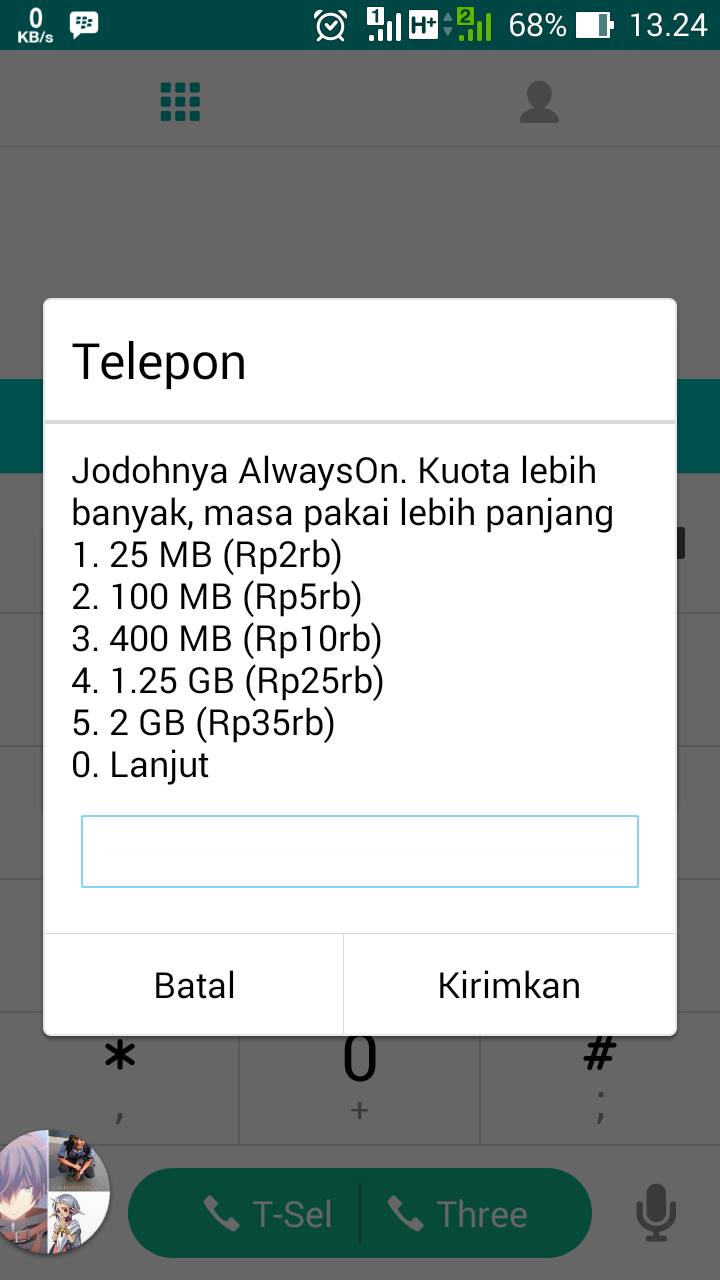 0
KB/s
1
H+
2
68%
13.24
Telepon
Jodohnya AlwaysOn. Kuota lebih
banyak, masa pakai lebih panjang
1. 25 MB (Rp2rb)
2. 100 MB (Rp5rb)
3. 400 MB (Rp10rb)
4. 1.25 GB (Rp25rb)
5. 2 GB (Rp35rb)
0. Lanjut
Batal
Kirimkan
* 0 #
, + ;
T-Sel
Three